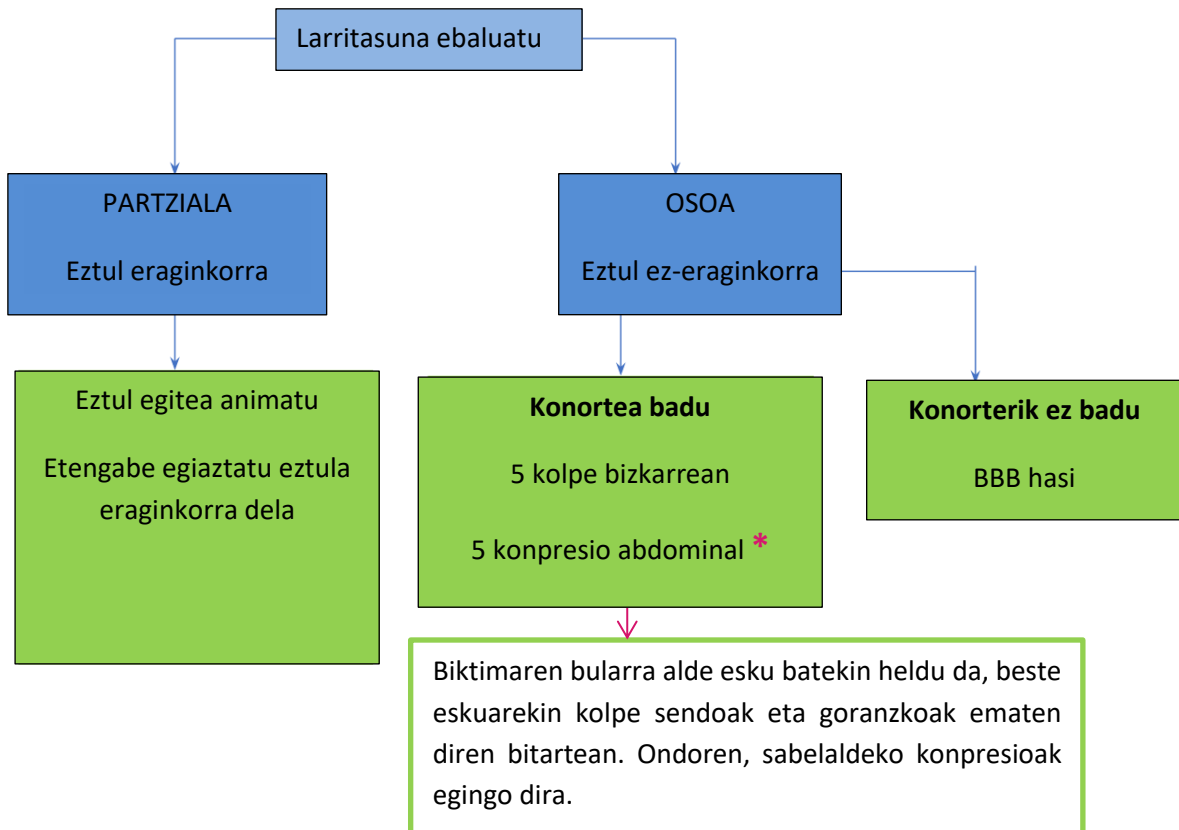 Larritasuna ebaluatu
PARTZIALA
Eztul eraginkorra
OSOA
Eztul ez-eraginkorra
Eztul egitea animatu
Etengabe egiaztatu eztula
eraginkorra dela
Konortea badu
5 kolpe bizkarrean
5 konpresio abdominal *
Konorterik ez badu
BBB hasi
Biktimaren bularra alde esku batekin heldu da, beste
eskuarekin kolpe sendoak eta goranzkoak ematen
diren bitartean. Ondoren, sabelaldeko konpresioak
egingo dira.